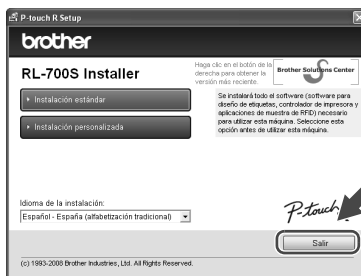 P-touch R Setup
brother
RL-700S Installer
Haga clic en el botón de la
derecha para obtener la
versión más reciente.
Brother Solutions Center
Instalación estándar
Instalación personalizada
Se instalará todo el software (software para
diseño de etiquetas, controlador de impresora y
aplicaciones de muestra de RFID) necesario
para utilizar esta máquina. Seleccione esta
opción antes de utilizar esta máquina.
Idioma de la instalación:
Español - España (alfabetización tradicional)
P-touch
Salir
(c) 1993-2008 Brother Industries, Ltd. All Rights Reserved.